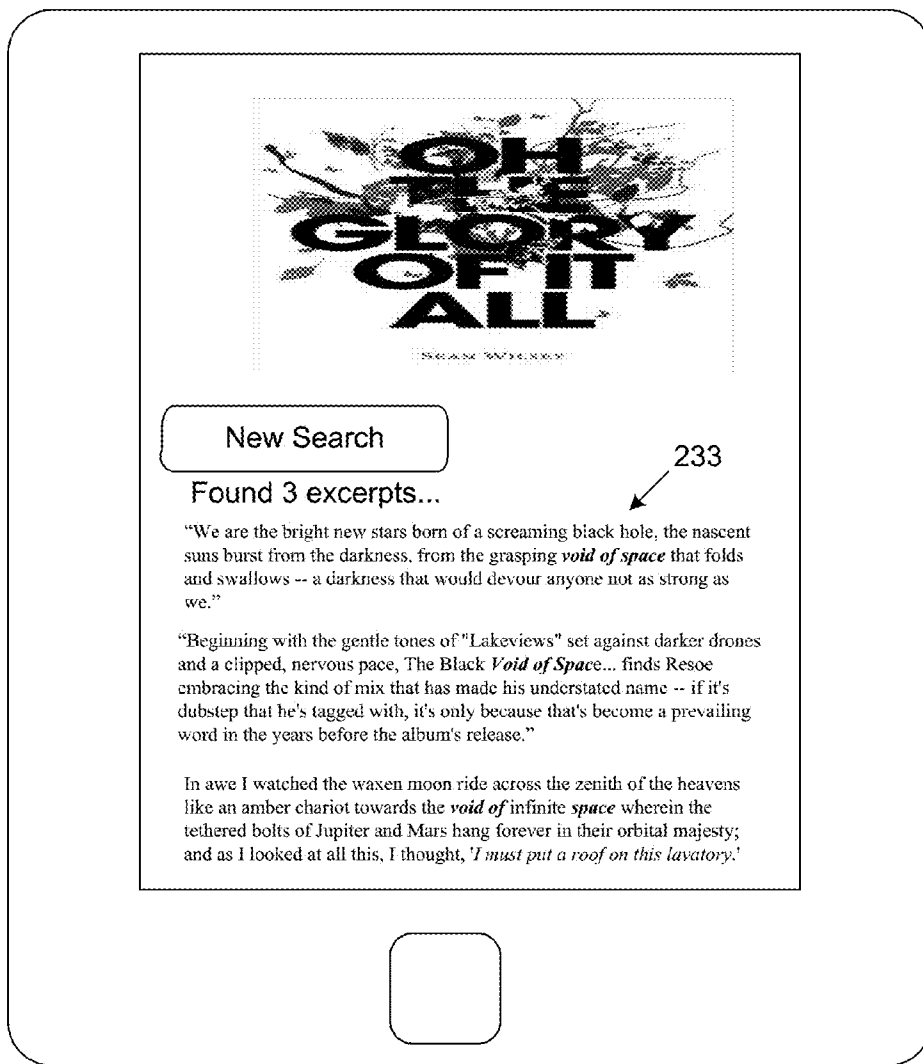 OH
THE
GLORY
OF IT
ALL
SEAN WILSEY
New Search
233
Found 3 excerpts...
“We are the bright new stars born of a screaming black hole, the nascent
suns burst from the darkness, from the grasping void of space that folds
and swallows -- a darkness that would devour anyone not as strong as
we.”
“Beginning with the gentle tones of "Lakeviews" set against darker drones
and a clipped, nervous pace, The Black Void of Space... finds Resoe
embracing the kind of mix that has made his understated name -- if it's
dubstep that he's tagged with, it's only because that's become a prevailing
word in the years before the album's release.”
In awe I watched the waxen moon ride across the zenith of the heavens
like an amber chariot towards the void of infinite space wherein the
tethered bolts of Jupiter and Mars hang forever in their orbital majesty;
and as I looked at all this, I thought, 'I must put a roof on this lavatory.'